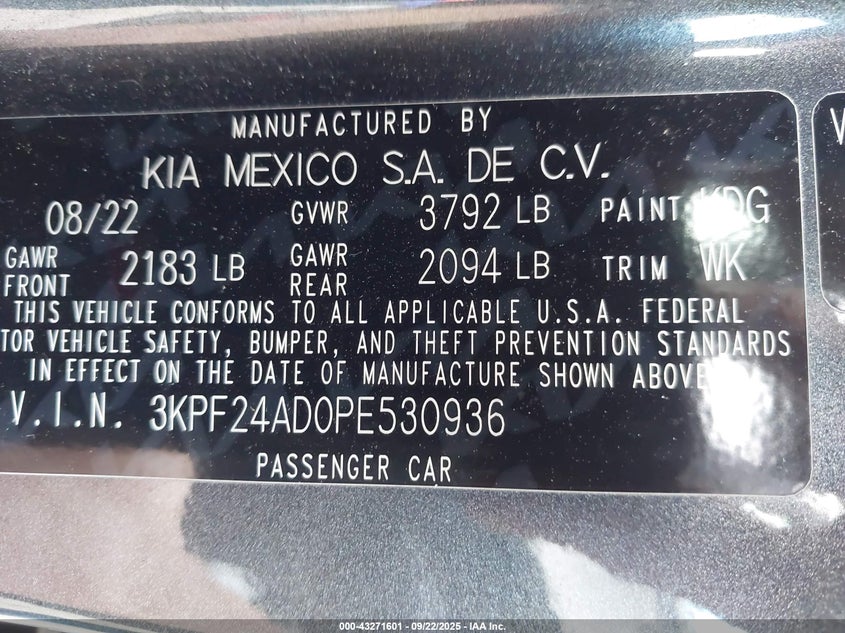 MANUFACTURED BY
KIA MEXICO S.A. DE C.V.
08/22 GVWR 3792 LB PAINT KDG
GAWR FRONT 2183 LB GAWR REAR 2094 LB TRIM WK
THIS VEHICLE CONFORMS TO ALL APPLICABLE U.S.A. FEDERAL
TOR VEHICLE SAFETY, BUMPER, AND THEFT PREVENTION STANDARDS
IN EFFECT ON THE DATE OF MANUFACTURE SHOWN ABOVE
V.I.N. 3KPF24AD0PE530936
PASSENGER CAR
V
000-43271601 - 09/22/2025 - IAA Inc.